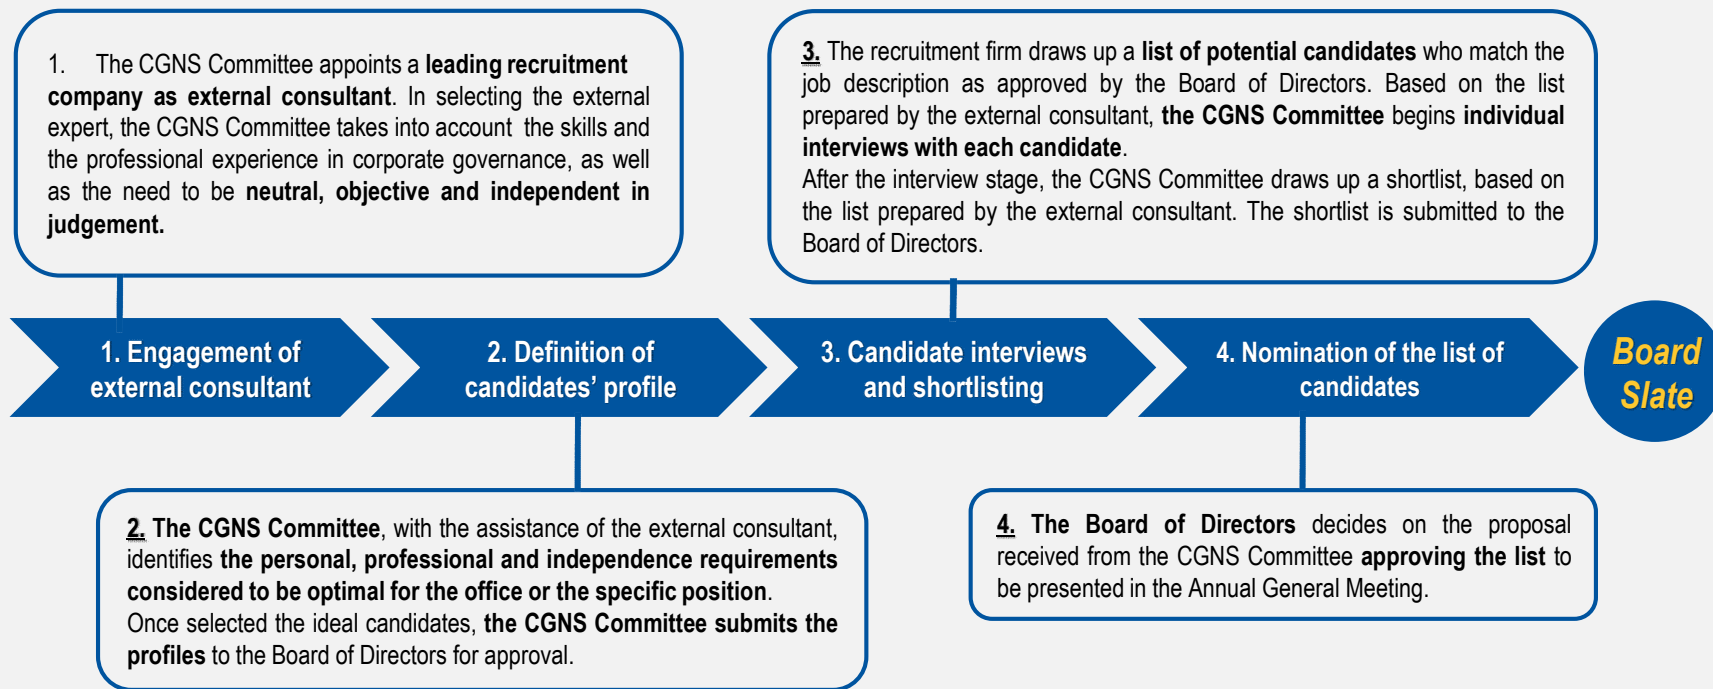 1. The CGNS Committee appoints a leading recruitment
company as external consultant. In selecting the external
expert, the CGNS Committee takes into account the skills and
the professional experience in corporate governance, as well
as the need to be neutral, objective and independent in
judgement.
3. The recruitment firm draws up a list of potential candidates who match the
job description as approved by the Board of Directors. Based on the list
prepared by the external consultant, the CGNS Committee begins individual
interviews with each candidate.
After the interview stage, the CGNS Committee draws up a shortlist, based on
the list prepared by the external consultant. The shortlist is submitted to the
Board of Directors.
1. Engagement of
external consultant
2. Definition of
candidates’ profile
3. Candidate interviews
and shortlisting
4. Nomination of the list of
candidates
Board
Slate
2. The CGNS Committee, with the assistance of the external consultant,
identifies the personal, professional and independence requirements
considered to be optimal for the office or the specific position.
Once selected the ideal candidates, the CGNS Committee submits the
profiles to the Board of Directors for approval.
4. The Board of Directors decides on the proposal
received from the CGNS Committee approving the list to
be presented in the Annual General Meeting.